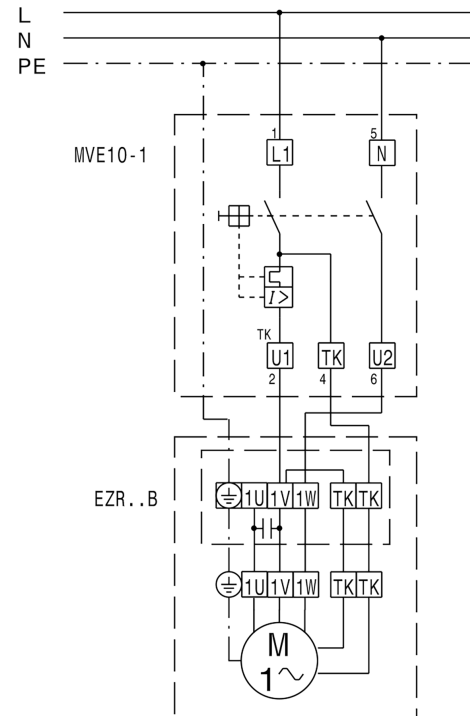 L
N
PE
MVE10-1
1 5
L1 N
I>
TK
U1 TK U2
2 4 6
EZR..B
1U 1V 1W TK TK
1U 1V 1W TK TK
M
1~